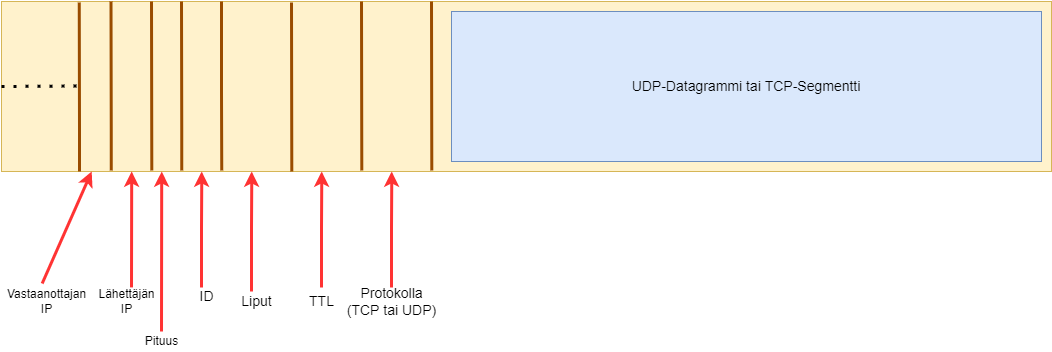 UDP-Datagrammi tai TCP-Segmentti
Vastaanottajan
IP
Lähettäjän
IP
Pituus
ID
Liput
TTL
Protokolla
(TCP tai UDP)